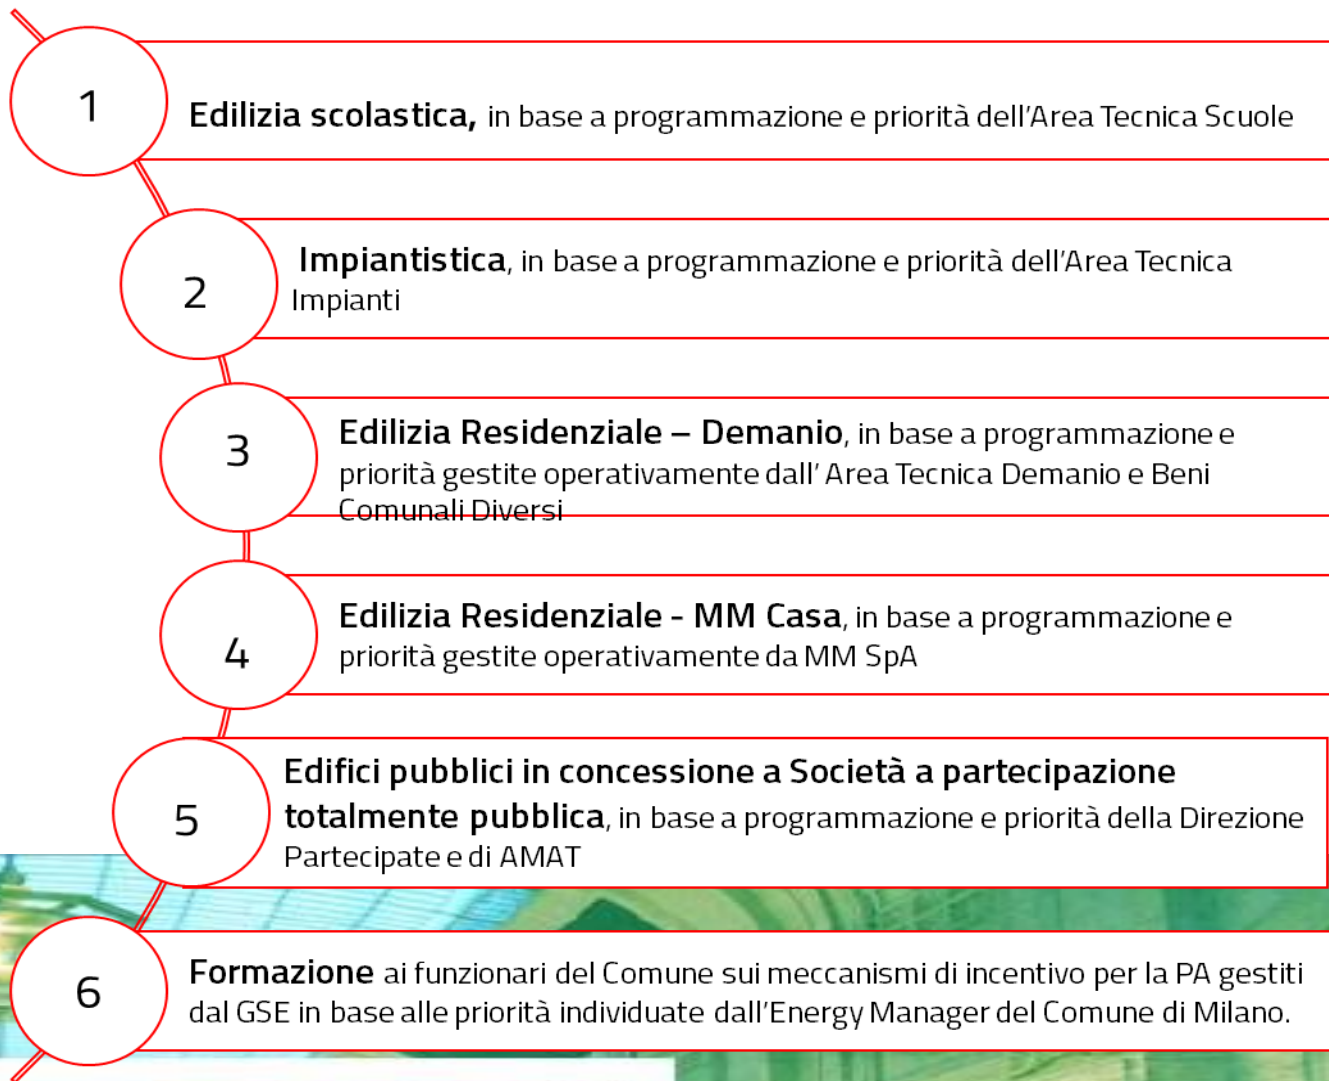 1
Edilizia scolastica, in base a programmazione e priorità dell'Area Tecnica Scuole
2
Impiantistica, in base a programmazione e priorità dell'Area Tecnica
Impianti
3
Edilizia Residenziale – Demanio, in base a programmazione e
priorità gestite operativamente dall' Area Tecnica Demanio e Beni
Comunali Diversi
4
Edilizia Residenziale - MM Casa, in base a programmazione e
priorità gestite operativamente da MM SpA
5
Edifici pubblici in concessione a Società a partecipazione
totalmente pubblica, in base a programmazione e priorità della Direzione
Partecipate e di AMAT
6
Formazione ai funzionari del Comune sui meccanismi di incentivo per la PA gestiti
dal GSE in base alle priorità individuate dall'Energy Manager del Comune di Milano.